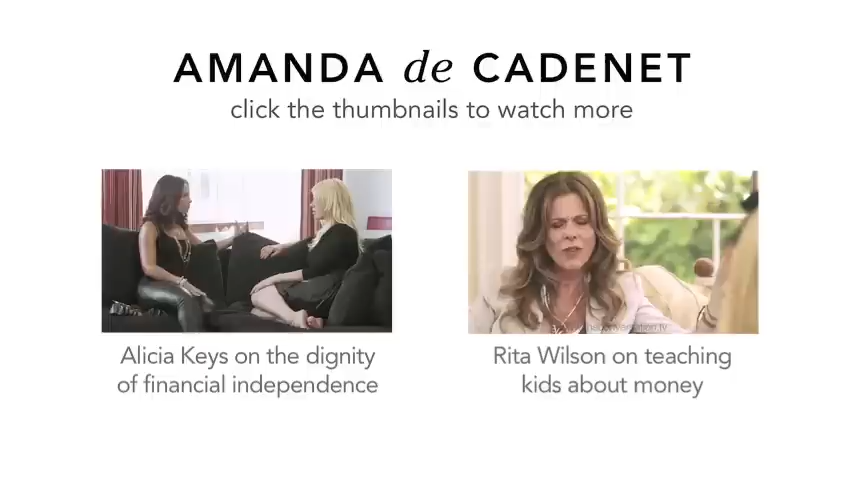 AMANDA de CADENET
click the thumbnails to watch more
Alicia Keys on the dignity
of financial independence
Rita Wilson on teaching
kids about money